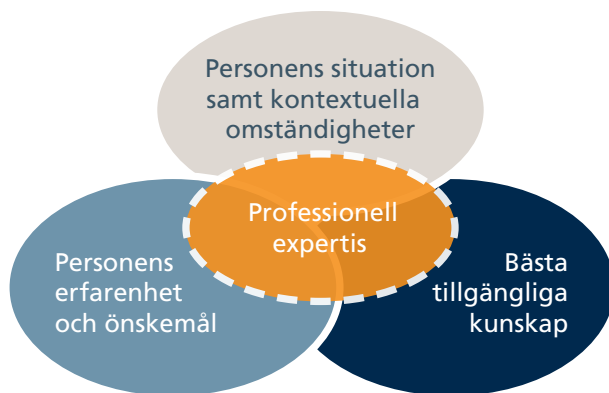 Personens situation
samt kontextuella
omständigheter
Professionell
expertis
Personens
erfarenhet
och önskemål
Bästa
tillgängliga
kunskap